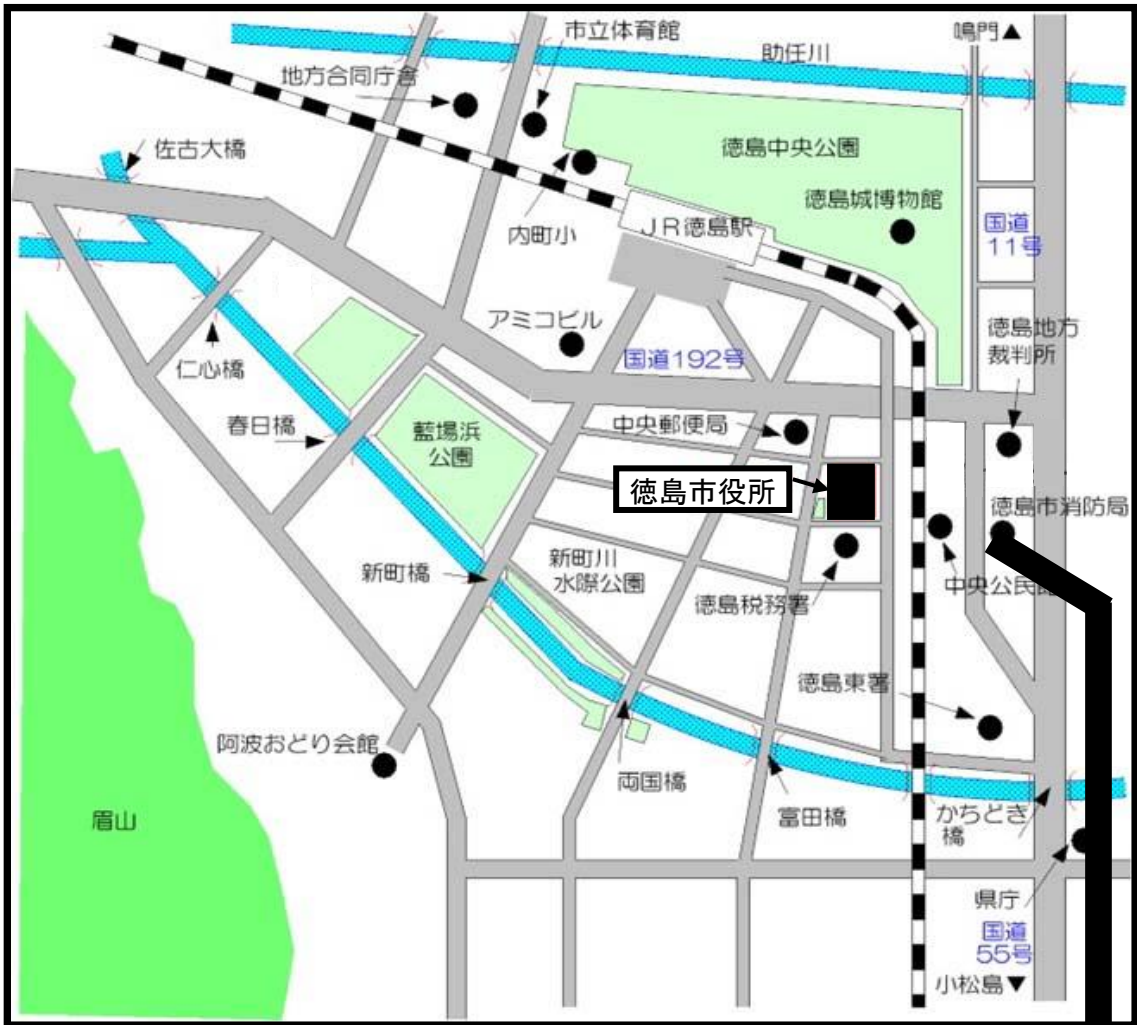 市立体育館
助任川
鳴門▲
地方合同庁舎
佐古大橋
徳島中央公園
徳島城博物館
国道
11号
内町小
JR徳島駅
アミコビル
国道192号
徳島地方
裁判所
仁心橋
春日橋
藍場浜
公園
中央郵便局
徳島市役所
徳島市消防局
新町橋
新町川
水際公園
徳島税務署
中央公民館
徳島東署
阿波おどり会館
両国橋
富田橋
かちどき
橋
眉山
県庁
国道
55号
小松島▼